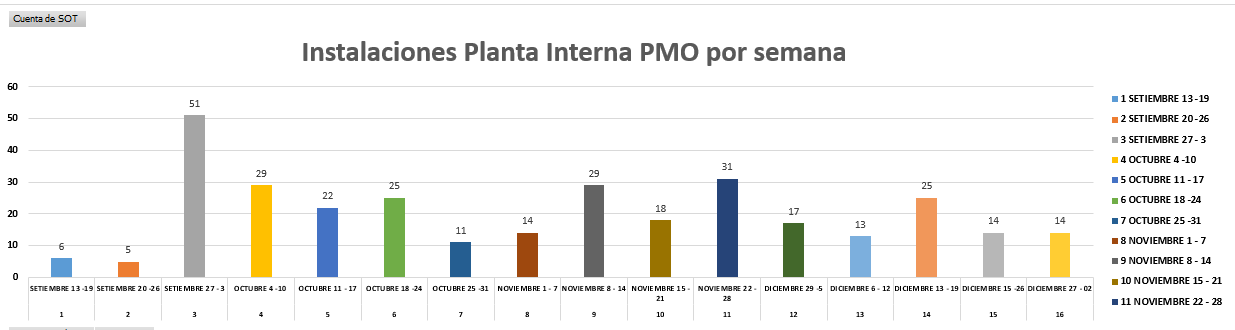 Cuenta de SOT
Instalaciones Planta Interna PMO por semana
60
50
40
30
20
10
0
6
5
51
29
22
25
11
14
29
18
31
17
13
25
14
14
SETIEMBRE 13 -19
SETIEMBRE 20 -26
SETIEMBRE 27 - 3
OCTUBRE 4 -10
OCTUBRE 11 - 17
OCTUBRE 18 -24
OCTUBRE 25 -31
NOVIEMBRE 1 - 7
NOVIEMBRE 8 - 14
NOVIEMBRE 15 -
21
NOVIEMBRE 22 -
28
DICIEMBRE 29 -5
DICIEMBRE 6 - 12
DICIEMBRE 13 - 19
DICIEMBRE 15 -26
DICIEMBRE 27 - 02
1
2
3
4
5
6
7
8
9
10
11
12
13
14
15
16
1 SETIEMBRE 13 -19
2 SETIEMBRE 20 -26
3 SETIEMBRE 27 - 3
4 OCTUBRE 4 -10
5 OCTUBRE 11 - 17
6 OCTUBRE 18 -24
7 OCTUBRE 25 -31
8 NOVIEMBRE 1 - 7
9 NOVIEMBRE 8 - 14
10 NOVIEMBRE 15 - 21
11 NOVIEMBRE 22 - 28